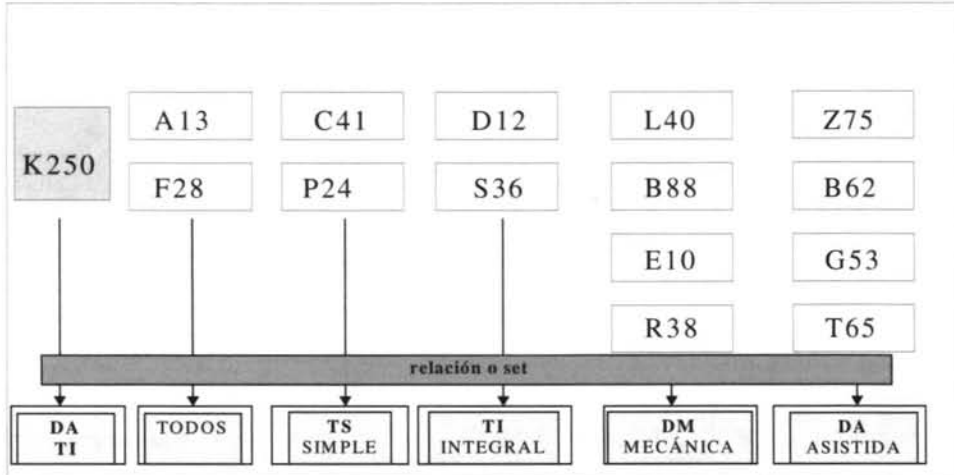 A13 C41 D12 L40 Z75
K250
F28 P24 S36 B88 B62
E10 G53
R38 T65
relación o set
DA TODOS TS TI DM DA
TI SIMPLE INTEGRAL MECÁNICA ASISTIDA